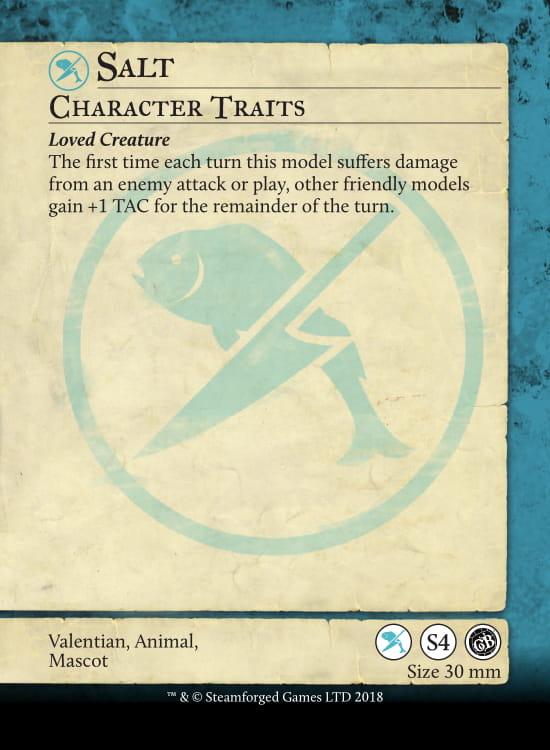 Salt
Character Traits
Loved Creature
The first time each turn this model suffers damage
from an enemy attack or play, other friendly models
gain +1 TAC for the remainder of the turn.
Valentian, Animal,
Mascot
S4
GB
Size 30 mm
™ & © Steamforged Games LTD 2018